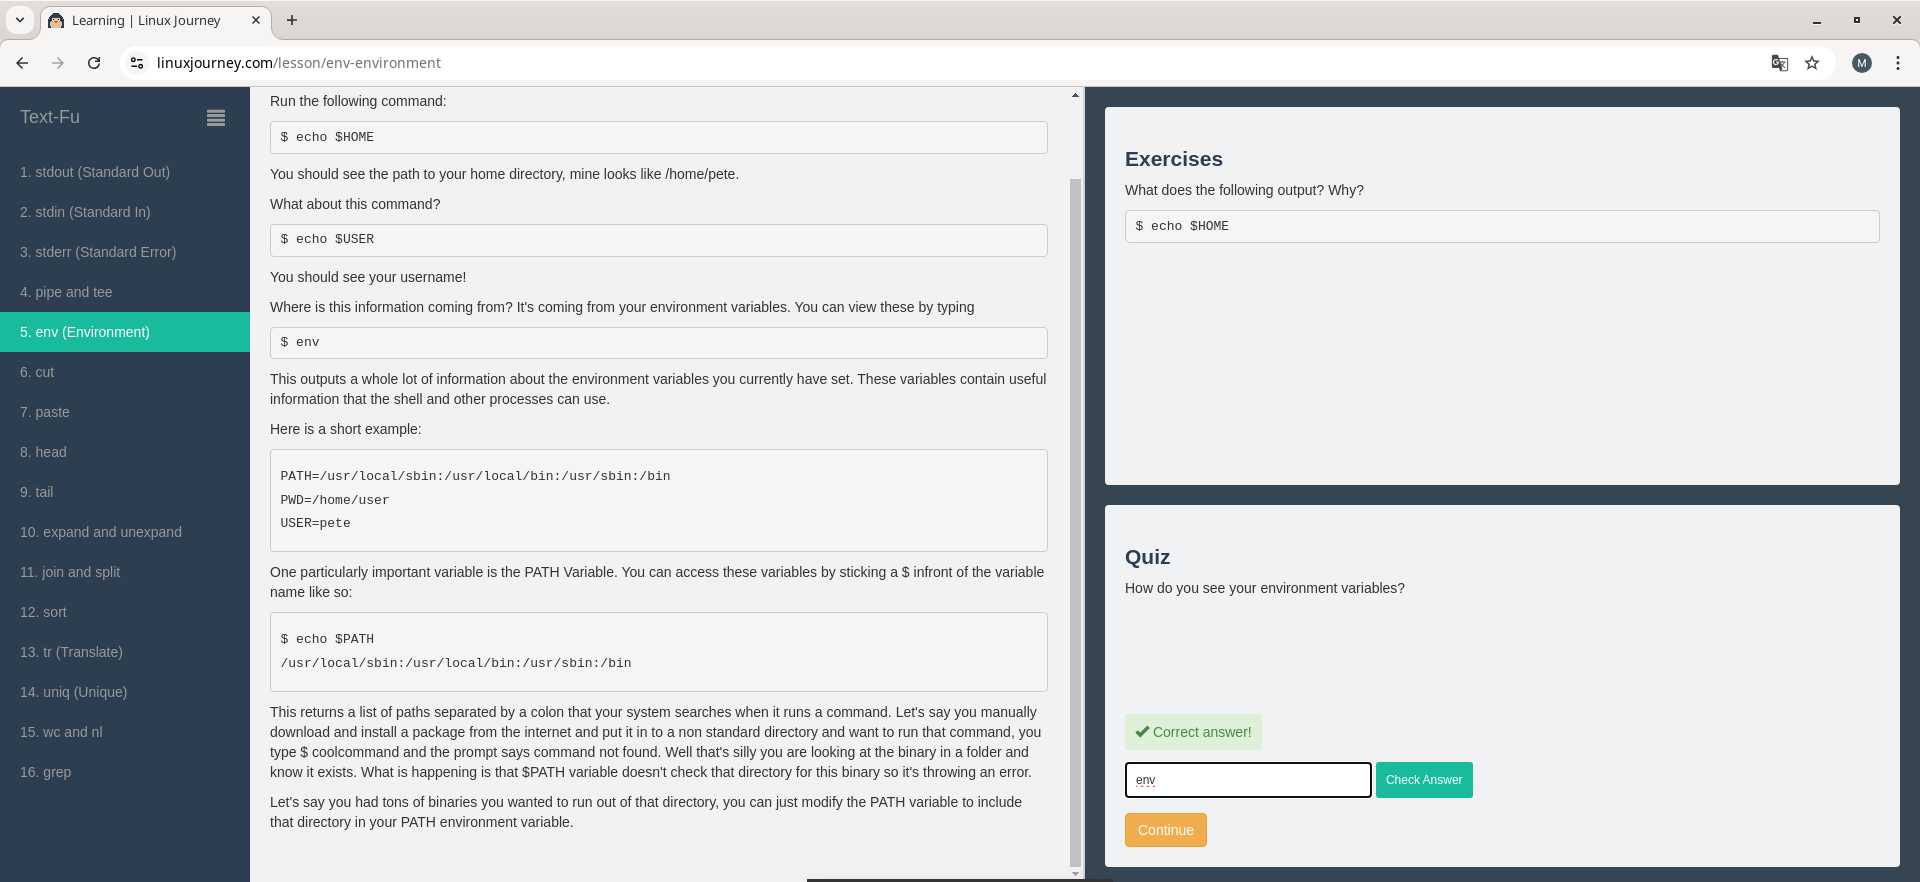 Learning | Linux Journey
linuxjourney.com/lesson/env-environment
M
Text-Fu
1. stdout (Standard Out)
2. stdin (Standard In)
3. stderr (Standard Error)
4. pipe and tee
5. env (Environment)
6. cut
7. paste
8. head
9. tail
10. expand and unexpand
11. join and split
12. sort
13. tr (Translate)
14. uniq (Unique)
15. wc and nl
16. grep
Run the following command:
$ echo $HOME
You should see the path to your home directory, mine looks like /home/pete.
What about this command?
$ echo $USER
You should see your username!
Where is this information coming from? It's coming from your environment variables. You can view these by typing
$ env
This outputs a whole lot of information about the environment variables you currently have set. These variables contain useful
information that the shell and other processes can use.
Here is a short example:
PATH=/usr/local/sbin:/usr/local/bin:/usr/sbin:/bin
PWD=/home/user
USER=pete
One particularly important variable is the PATH Variable. You can access these variables by sticking a $ infront of the variable
name like so:
$ echo $PATH
/usr/local/sbin:/usr/local/bin:/usr/sbin:/bin
This returns a list of paths separated by a colon that your system searches when it runs a command. Let's say you manually
download and install a package from the internet and put it in to a non standard directory and want to run that command, you
type $ coolcommand and the prompt says command not found. Well that's silly you are looking at the binary in a folder and
know it exists. What is happening is that $PATH variable doesn't check that directory for this binary so it's throwing an error.
Let's say you had tons of binaries you wanted to run out of that directory, you can just modify the PATH variable to include
that directory in your PATH environment variable.
Exercises
What does the following output? Why?
$ echo $HOME
Quiz
How do you see your environment variables?
Correct answer!
env
Check Answer
Continue